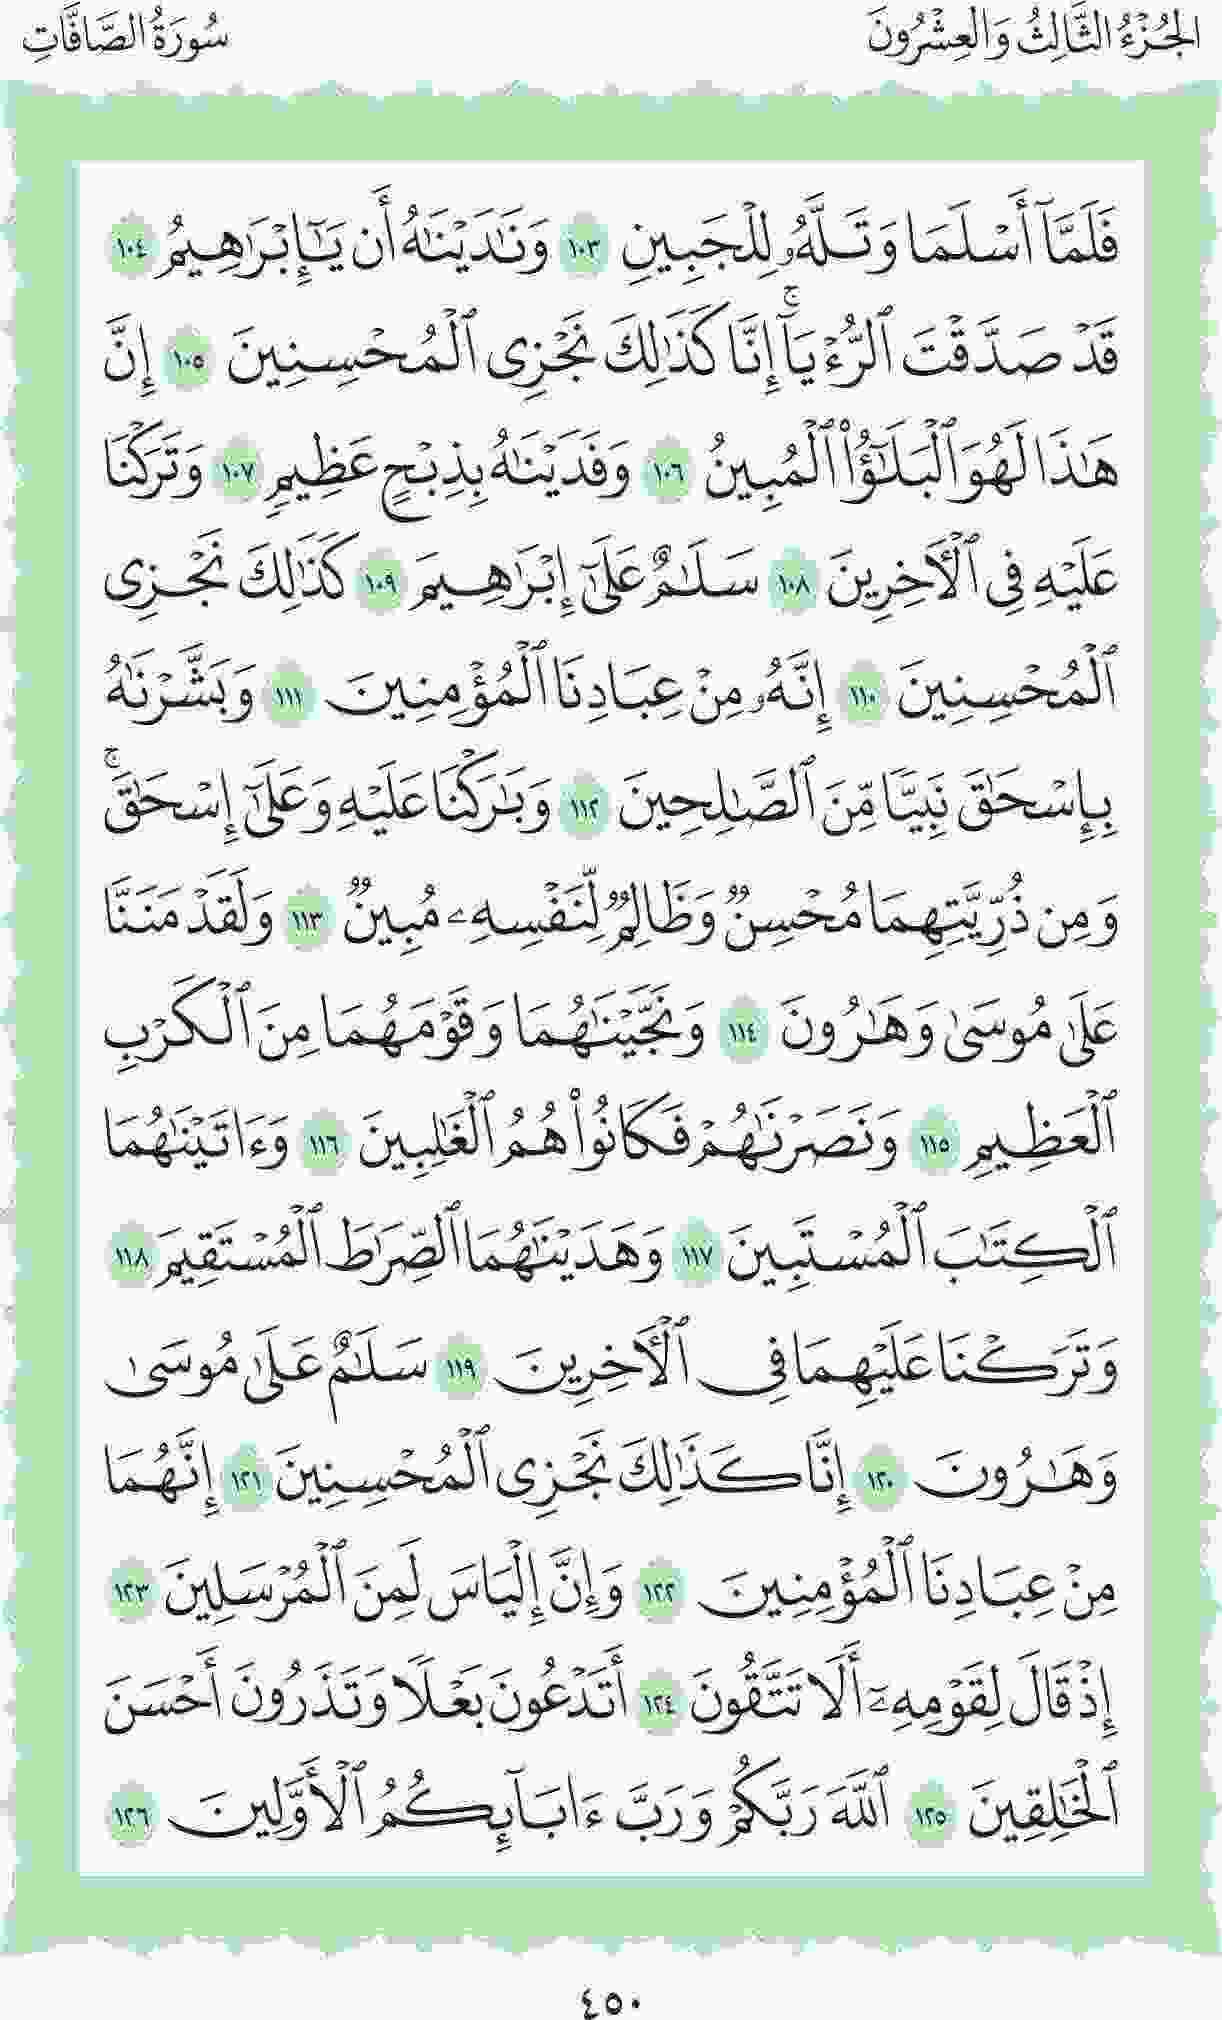 الجُزْءُ الثَّالِثُ وَالعِشْرُونَ
سُورَةُ الصَّافَّاتِ
فَلَمَّآ أَسْلَمَا وَتَلَّهُۥ لِلْجَبِينِ ١٠٣ وَنَٰدَيْنَٰهُ أَن يَٰٓإِبْرَٰهِيمُ ١٠٤
قَدْ صَدَّقْتَ ٱلرُّءْيَآۚ إِنَّا كَذَٰلِكَ نَجْزِى ٱلْمُحْسِنِينَ ١٠٥ إِنَّ
هَٰذَا لَهُوَ ٱلْبَلَٰٓؤُا۟ ٱلْمُبِينُ ١٠٦ وَفَدَيْنَٰهُ بِذِبْحٍ عَظِيمٍ ١٠٧ وَتَرَكْنَا
عَلَيْهِ فِى ٱلْأَخِرِينَ ١٠٨ سَلَٰمٌ عَلَىٰٓ إِبْرَٰهِيمَ ١٠٩ كَذَٰلِكَ نَجْزِى
ٱلْمُحْسِنِينَ ١١٠ إِنَّهُۥ مِنْ عِبَادِنَا ٱلْمُؤْمِنِينَ ١١١ وَبَشَّرْنَٰهُ
بِإِسْحَٰقَ نَبِيًّا مِّنَ ٱلصَّٰلِحِينَ ١١٢ وَبَٰرَكْنَا عَلَيْهِ وَعَلَىٰٓ إِسْحَٰقَۚ
وَمِن ذُرِّيَّتِهِمَا مُحْسِنٌ وَظَالِمٌ لِّنَفْسِهِۦ مُبِينٌ ١١٣ وَلَقَدْ مَنَنَّا
عَلَىٰ مُوسَىٰ وَهَٰرُونَ ١١٤ وَنَجَّيْنَٰهُمَا وَقَوْمَهُمَا مِنَ ٱلْكَرْبِ
ٱلْعَظِيمِ ١١٥ وَنَصَرْنَٰهُمْ فَكَانُوا۟ هُمُ ٱلْغَٰلِبِينَ ١١٦ وَءَاتَيْنَٰهُمَا
ٱلْكِتَٰبَ ٱلْمُسْتَبِينَ ١١٧ وَهَدَيْنَٰهُمَا ٱلصِّرَٰطَ ٱلْمُسْتَقِيمَ ١١٨
وَتَرَكْنَا عَلَيْهِمَا فِى ٱلْأَخِرِينَ ١١٩ سَلَٰمٌ عَلَىٰ مُوسَىٰ
وَهَٰرُونَ ١٢٠ إِنَّا كَذَٰلِكَ نَجْزِى ٱلْمُحْسِنِينَ ١٢١ إِنَّهُمَا
مِنْ عِبَادِنَا ٱلْمُؤْمِنِينَ ١٢٢ وَإِنَّ إِلْيَاسَ لَمِنَ ٱلْمُرْسَلِينَ ١٢٣
إِذْ قَالَ لِقَوْمِهِۦٓ أَلَا تَتَّقُونَ ١٢٤ أَتَدْعُونَ بَعْلًا وَتَذَرُونَ أَحْسَنَ
ٱلْخَٰلِقِينَ ١٢٥ ٱللَّهَ رَبَّكُمْ وَرَبَّ ءَابَآئِكُمُ ٱلْأَوَّلِينَ ١٢٦
٤٥٠